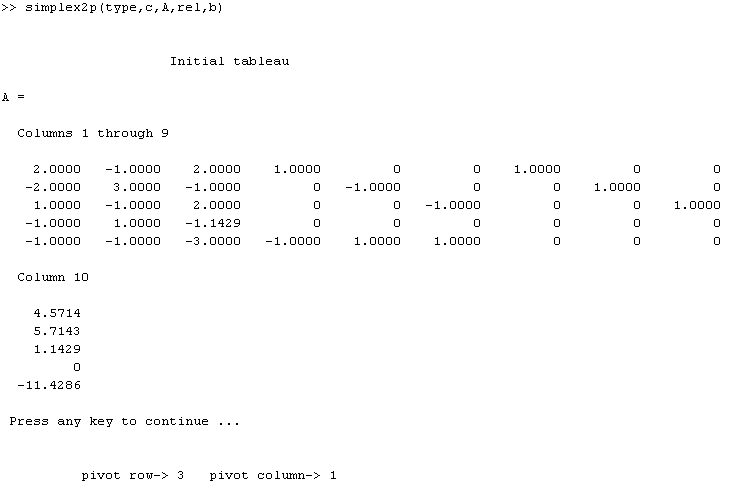 >> simplex2p(type,c,A,rel,b)
Initial tableau
A =
Columns 1 through 9
2.0000 -1.0000 2.0000 1.0000 0 0 1.0000 0 0
-2.0000 3.0000 -1.0000 0 -1.0000 0 0 1.0000 0
1.0000 -1.0000 2.0000 0 0 -1.0000 0 0 1.0000
-1.0000 1.0000 -1.1429 0 0 0 0 0 0
-1.0000 -1.0000 -3.0000 -1.0000 1.0000 1.0000 0 0 0
Column 10
4.5714
5.7143
1.1429
0
-11.4286
Press any key to continue ...
pivot row-> 3 pivot column-> 1